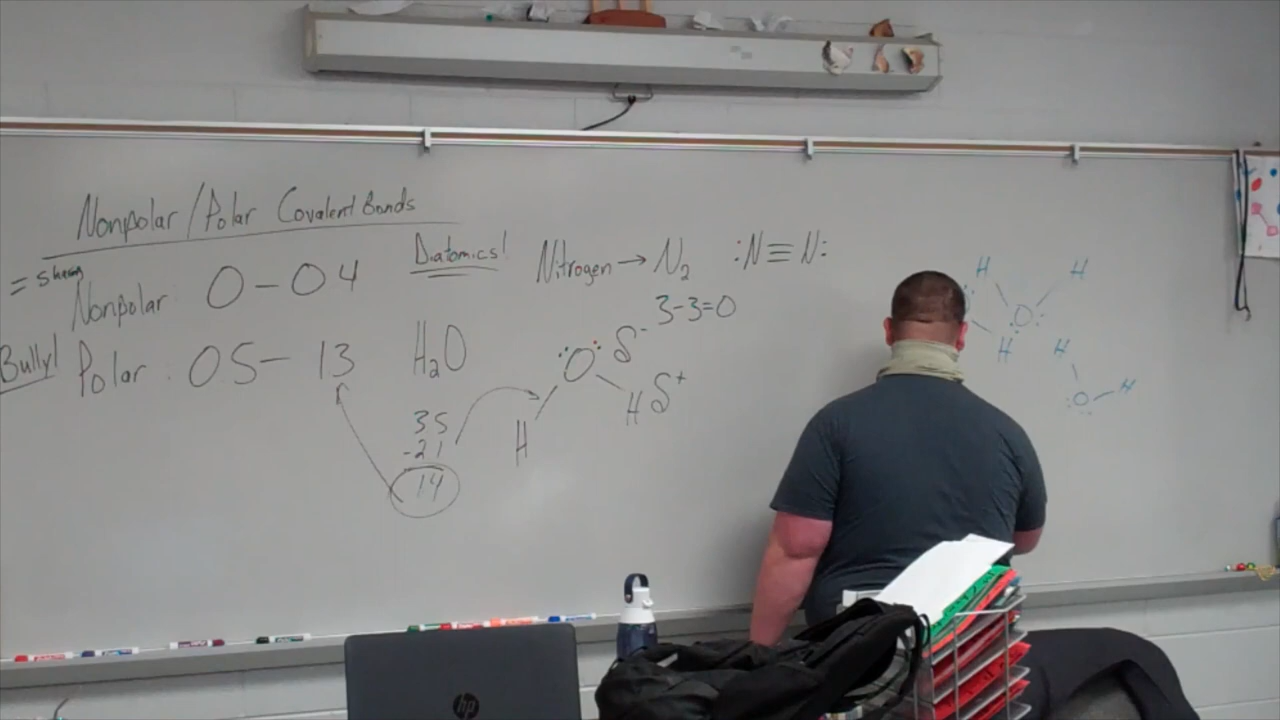 Nonpolar / Polar Covalent Bonds
= sharing
Nonpolar: 0 - 0.4
Diatomics!
Nitrogen → N2 :N≡N:
3-3=0
Bully!
Polar: 0.5 - 1.3
H2O
O δ-
H
H δ+
3.5
-2.1
1.4
H H
O
H
H
O H
hp